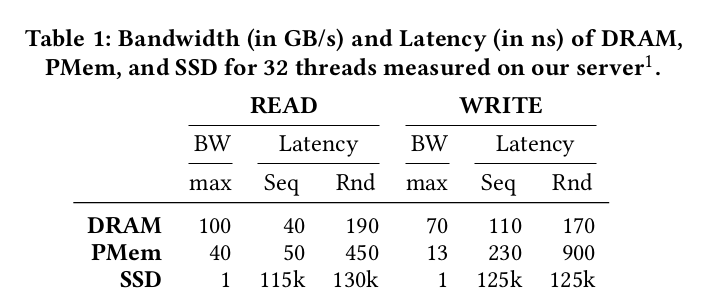 Table 1: Bandwidth (in GB/s) and Latency (in ns) of DRAM,
PMem, and SSD for 32 threads measured on our server1.
READ WRITE
BW Latency BW Latency
max Seq Rnd max Seq Rnd
DRAM 100 40 190 70 110 170
PMem 40 50 450 13 230 900
SSD 1 115k 130k 1 125k 125k